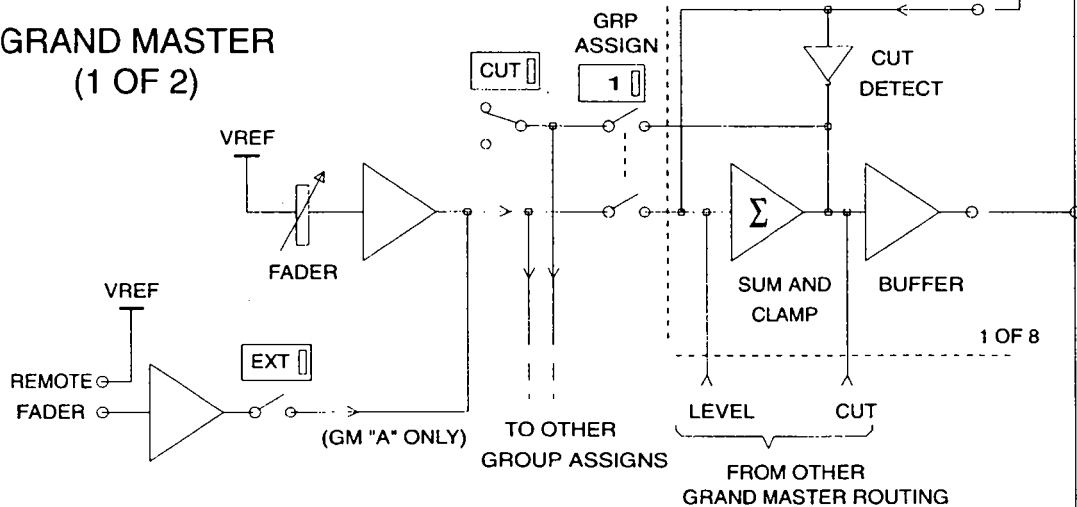 GRAND MASTER
(1 OF 2)
GRP
ASSIGN
CUT
1
CUT
DETECT
VREF
FADER
Σ
SUM AND
CLAMP
BUFFER
1 OF 8
VREF
REMOTE
FADER
EXT
(GM "A" ONLY)
TO OTHER
GROUP ASSIGNS
LEVEL
CUT
FROM OTHER
GRAND MASTER ROUTING